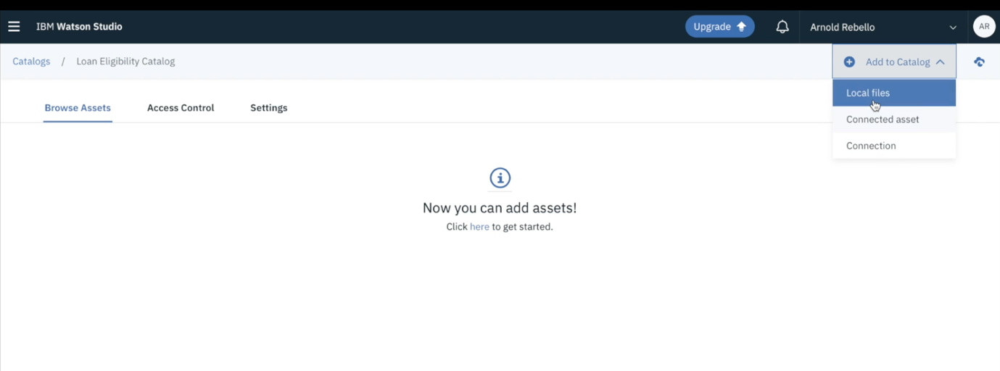 IBM Watson Studio
Upgrade
Arnold Rebello
AR
Catalogs / Loan Eligibility Catalog
Add to Catalog
Local files
Connected asset
Connection
Browse Assets
Access Control
Settings
Now you can add assets!
Click here to get started.